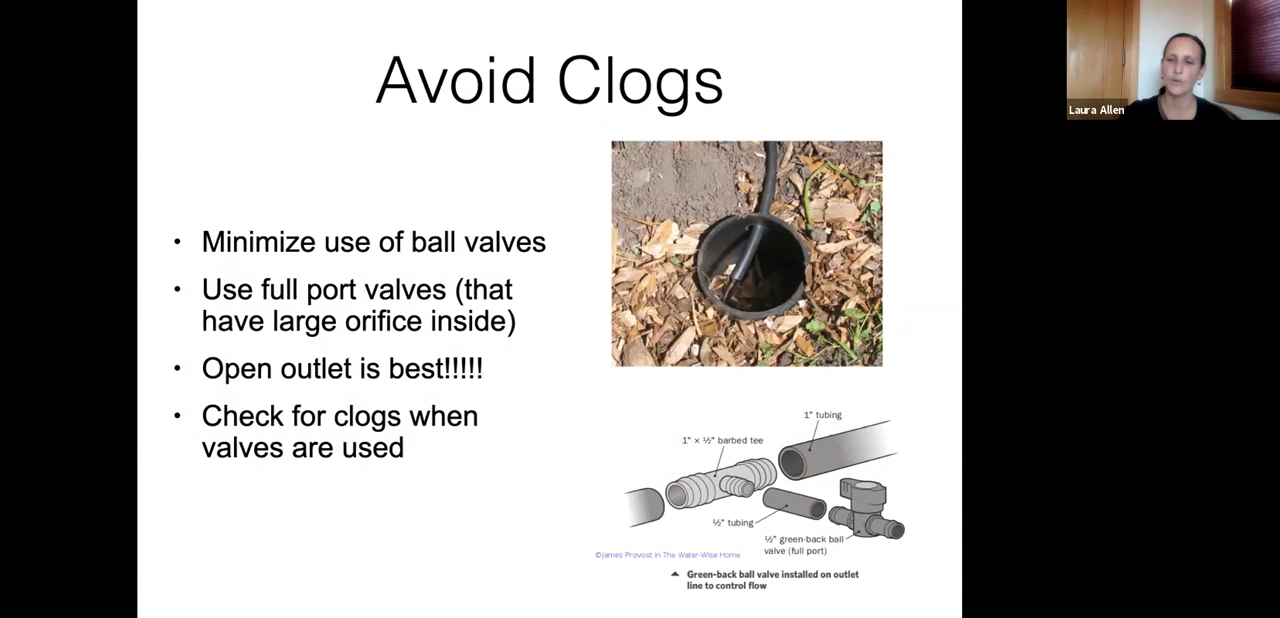 Avoid Clogs
Laura Allen
• Minimize use of ball valves
• Use full port valves (that
have large orifice inside)
• Open outlet is best!!!!!
• Check for clogs when
valves are used
1" tubing
1" × ½" barbed tee
½" tubing
½" green-back ball
valve (full port)
©James Provost in The Water-Wise Home
Green-back ball valve installed on outlet
line to control flow